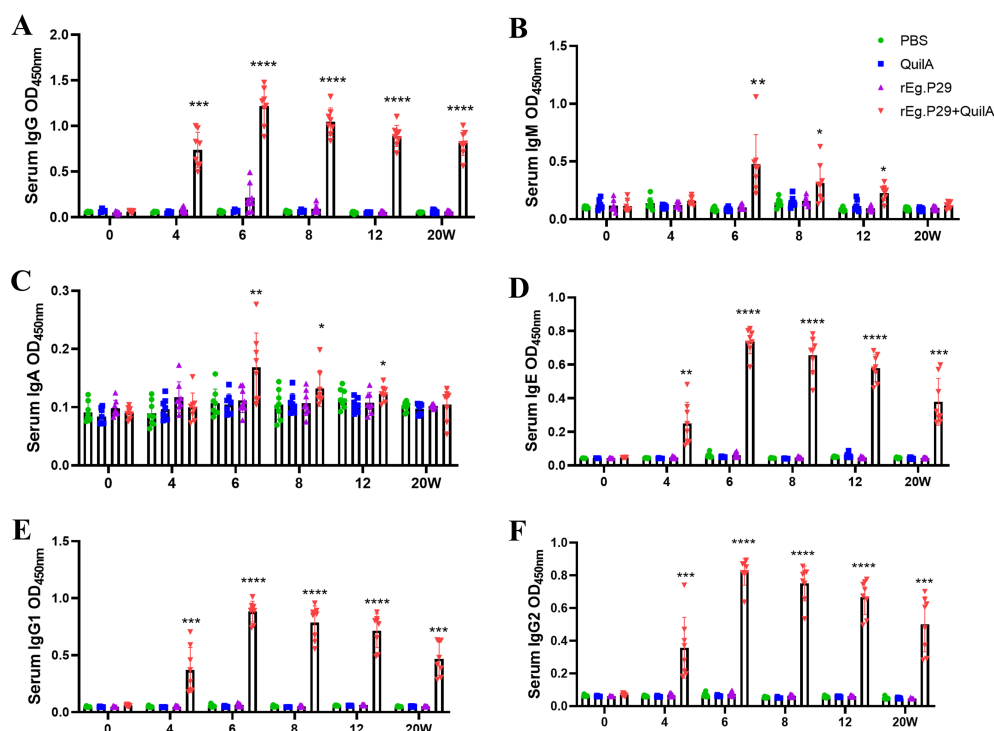 A
Serum IgG OD450nm
2.0
1.5
1.0
0.5
0.0
***
****
****
****
****
0 4 6 8 12 20W
B
Serum IgM OD450nm
1.5
1.0
0.5
0.0
**
*
*
0 4 6 8 12 20W
PBS
QuilA
rEg.P29
rEg.P29+QuilA
C
Serum IgA OD450nm
0.3
0.2
0.1
0.0
**
*
*
0 4 6 8 12 20W
D
Serum IgE OD450nm
1.0
0.8
0.6
0.4
0.2
0.0
**
****
****
****
***
0 4 6 8 12 20W
E
Serum IgG1 OD450nm
1.5
1.0
0.5
0.0
***
****
****
****
***
0 4 6 8 12 20W
F
Serum IgG2 OD450nm
1.0
0.8
0.6
0.4
0.2
0.0
***
****
****
****
***
0 4 6 8 12 20W